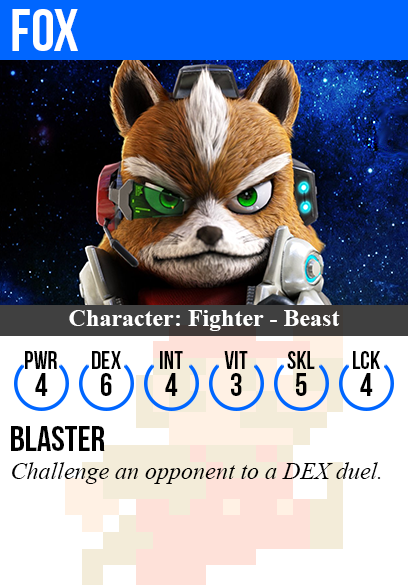 FOX
Character: Fighter - Beast
PWR DEX INT VIT SKL LCK
4 6 4 3 5 4
BLASTER
Challenge an opponent to a DEX duel.